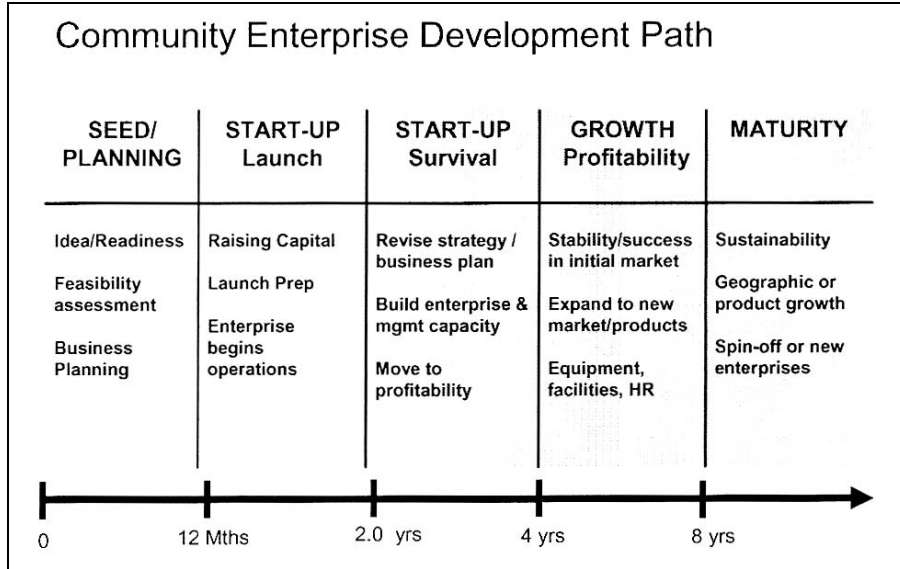 Community Enterprise Development Path
SEED/
PLANNING
START-UP
Launch
START-UP
Survival
GROWTH
Profitability
MATURITY
Idea/Readiness
Feasibility
assessment
Business
Planning
Raising Capital
Launch Prep
Enterprise
begins
operations
Revise strategy /
business plan
Build enterprise &
mgmt capacity
Move to
profitability
Stability/success
in initial market
Expand to new
market/products
Equipment,
facilities, HR
Sustainability
Geographic or
product growth
Spin-off or new
enterprises
0
12 Mths
2.0 yrs
4 yrs
8 yrs